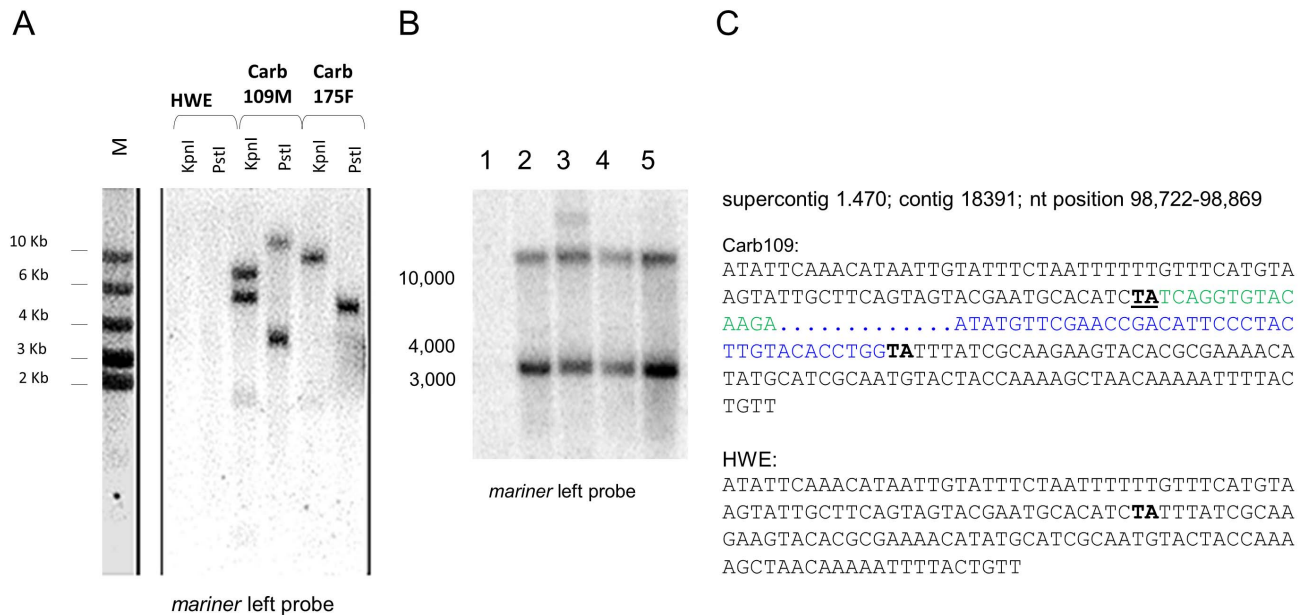 A
B
C
HWE
Carb
109M
Carb
175F
M
KpnI
PstI
KpnI
PstI
KpnI
PstI
10 Kb
6 Kb
4 Kb
3 Kb
2 Kb
mariner left probe
1 2 3 4 5
10,000
4,000
3,000
mariner left probe
supercontig 1.470; contig 18391; nt position 98,722-98,869
Carb109:
ATATTCAAACATAATTGTATTTCTAATTTTTTGTTTCATGTA
AGTATTGCTTCAGTAGTACGAATGCACATCTATCAGGTGTAC
AAGA.............ATATGTTCGAACCGACATTCCCTAC
TTGTACACCTGGTATTTATCGCAAGAAGTACACGCGAAAACA
TATGCATCGCAATGTACTACCAAAAGCTAACAAAAATTTTAC
TGTT
HWE:
ATATTCAAACATAATTGTATTTCTAATTTTTTGTTTCATGTA
AGTATTGCTTCAGTAGTACGAATGCACATCTATTTATCGCAA
GAAGTACACGCGAAAACATATGCATCGCAATGTACTACCAAA
AGCTAACAAAAATTTTACTGTT